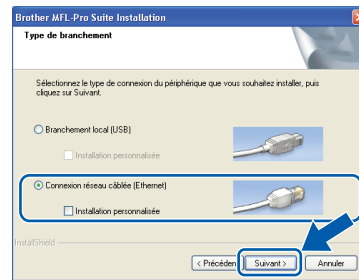 Brother MFL-Pro Suite Installation
Type de branchement
Sélectionnez le type de connexion du périphérique que vous souhaitez installer, puis
cliquez sur Suivant.
Branchement local (USB)
Installation personnalisée
Connexion réseau câblée (Ethernet)
Installation personnalisée
InstallShield
< Précéden
Suivant >
Annuler